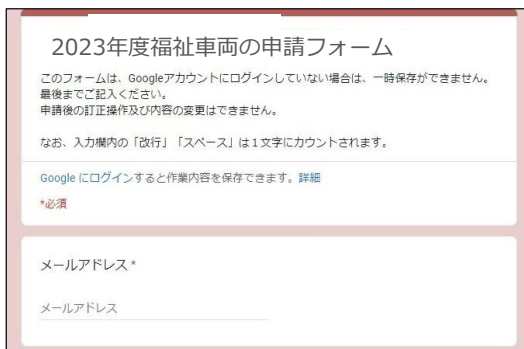 2023年度福祉車両の申請フォーム
このフォームは、Googleアカウントにログインしていない場合は、一時保存ができません。
最後までご記入ください。
申請後の訂正操作及び内容の変更はできません。
なお、入力欄内の「改行」「スペース」は１文字にカウントされます。
Google にログインすると作業内容を保存できます。詳細
*必須
メールアドレス *
メールアドレス